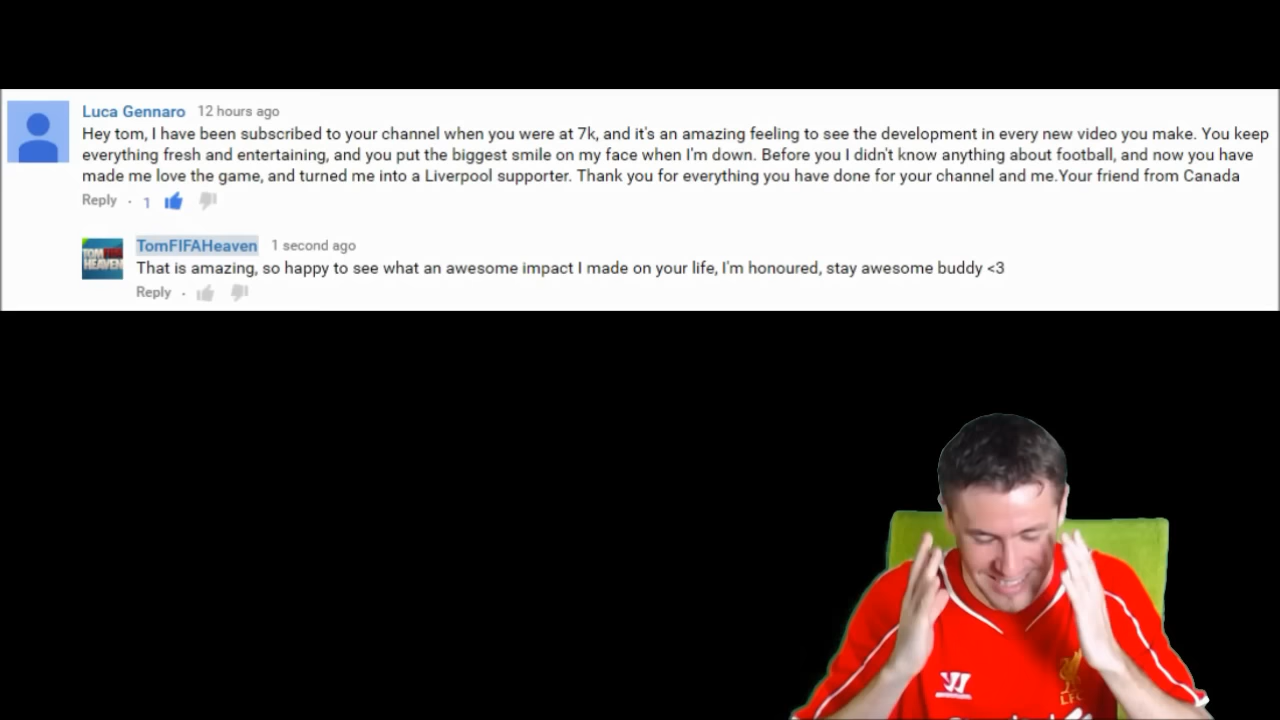 Luca Gennaro 12 hours ago
Hey tom, I have been subscribed to your channel when you were at 7k, and it's an amazing feeling to see the development in every new video you make. You keep
everything fresh and entertaining, and you put the biggest smile on my face when I'm down. Before you I didn't know anything about football, and now you have
made me love the game, and turned me into a Liverpool supporter. Thank you for everything you have done for your channel and me.Your friend from Canada
Reply · 1
TOM
HEAVEN
TomFIFAHeaven 1 second ago
That is amazing, so happy to see what an awesome impact I made on your life, I'm honoured, stay awesome buddy <3
Reply ·